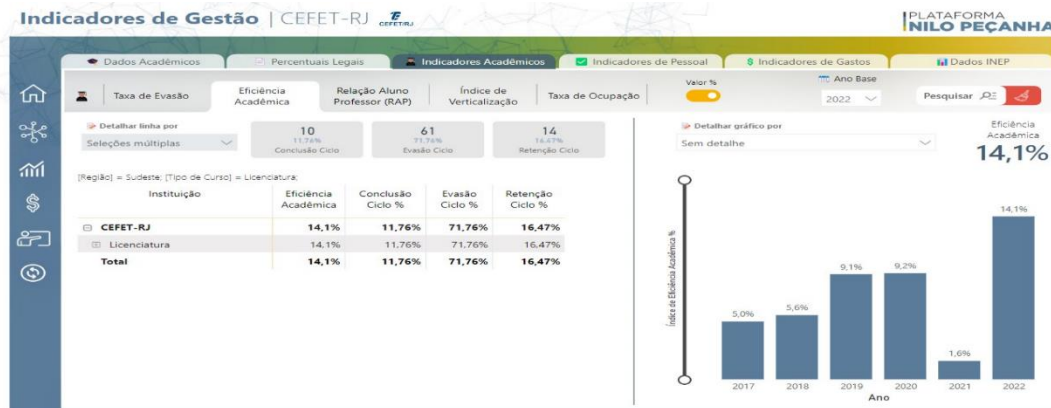 Indicadores de Gestão | CEFET-RJ
CEFET/RJ
PLATAFORMA
NILO PEÇANHA
Dados Acadêmicos
Percentuais Legais
Indicadores Acadêmicos
Indicadores de Pessoal
Indicadores de Gastos
Dados INEP
Taxa de Evasão
Eficiência
Acadêmica
Relação Aluno
Professor (RAP)
Índice de
Verticalização
Taxa de Ocupação
Valor %
Ano Base
2022
Pesquisar
Detalhar linha por
Seleções múltiplas
10
11,76%
Conclusão Ciclo
61
71,76%
Evasão Ciclo
14
16,47%
Retenção Ciclo
Detalhar gráfico por
Sem detalhe
Eficiência
Acadêmica
14,1%
[Região] = Sudeste; [Tipo de Curso] = Licenciatura;
Instituição Eficiência Acadêmica Conclusão Ciclo % Evasão Ciclo % Retenção Ciclo %
CEFET-RJ 14,1% 11,76% 71,76% 16,47%
Licenciatura 14,1% 11,76% 71,76% 16,47%
Total 14,1% 11,76% 71,76% 16,47%
Índice de Eficiência Acadêmica %
5,0%
5,6%
9,1%
9,2%
1,6%
14,1%
2017 2018 2019 2020 2021 2022
Ano